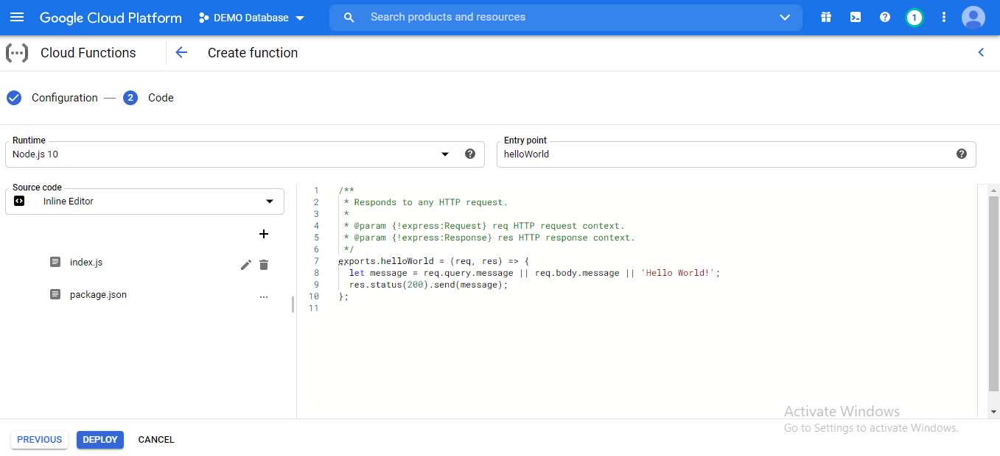 Google Cloud Platform DEMO Database Search products and resources 1
Cloud Functions Create function
Configuration — 2 Code
Runtime
Node.js 10
Entry point
helloWorld
Source code
Inline Editor
index.js
package.json
...
1 /**
2 * Responds to any HTTP request.
3 *
4 * @param {!express:Request} req HTTP request context.
5 * @param {!express:Response} res HTTP response context.
6 */
7 exports.helloWorld = (req, res) => {
8 let message = req.query.message || req.body.message || 'Hello World!';
9 res.status(200).send(message);
10 };
11
Activate Windows
Go to Settings to activate Windows.
PREVIOUS DEPLOY CANCEL